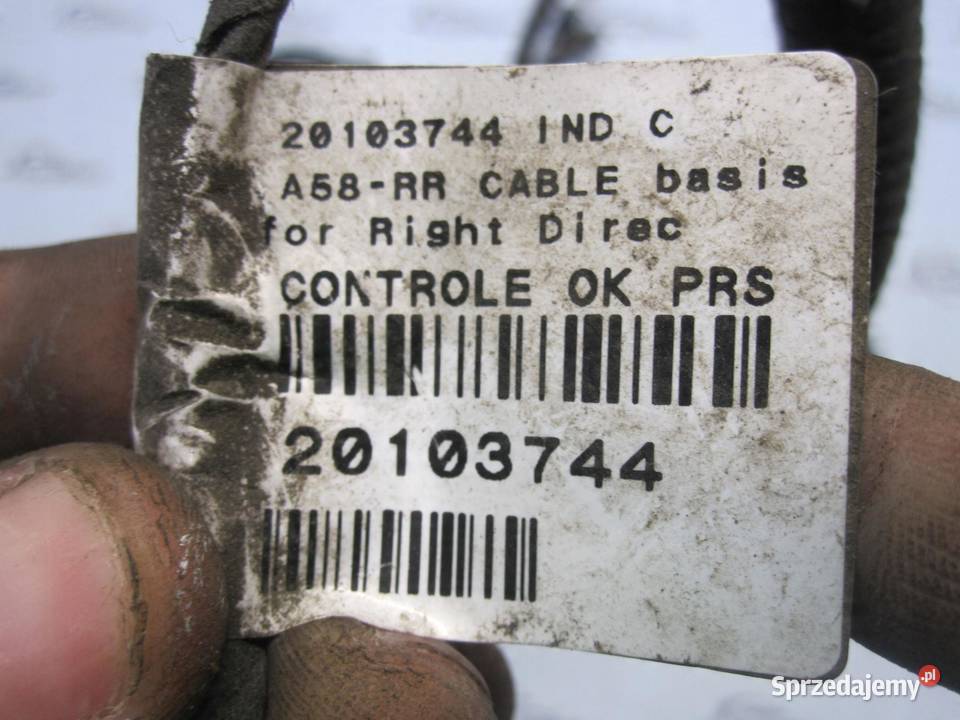 20103744 IND C
A58-RR CABLE basis
for Right Direc
CONTROLE OK PRS
20103744
Sprzedajemy.pl